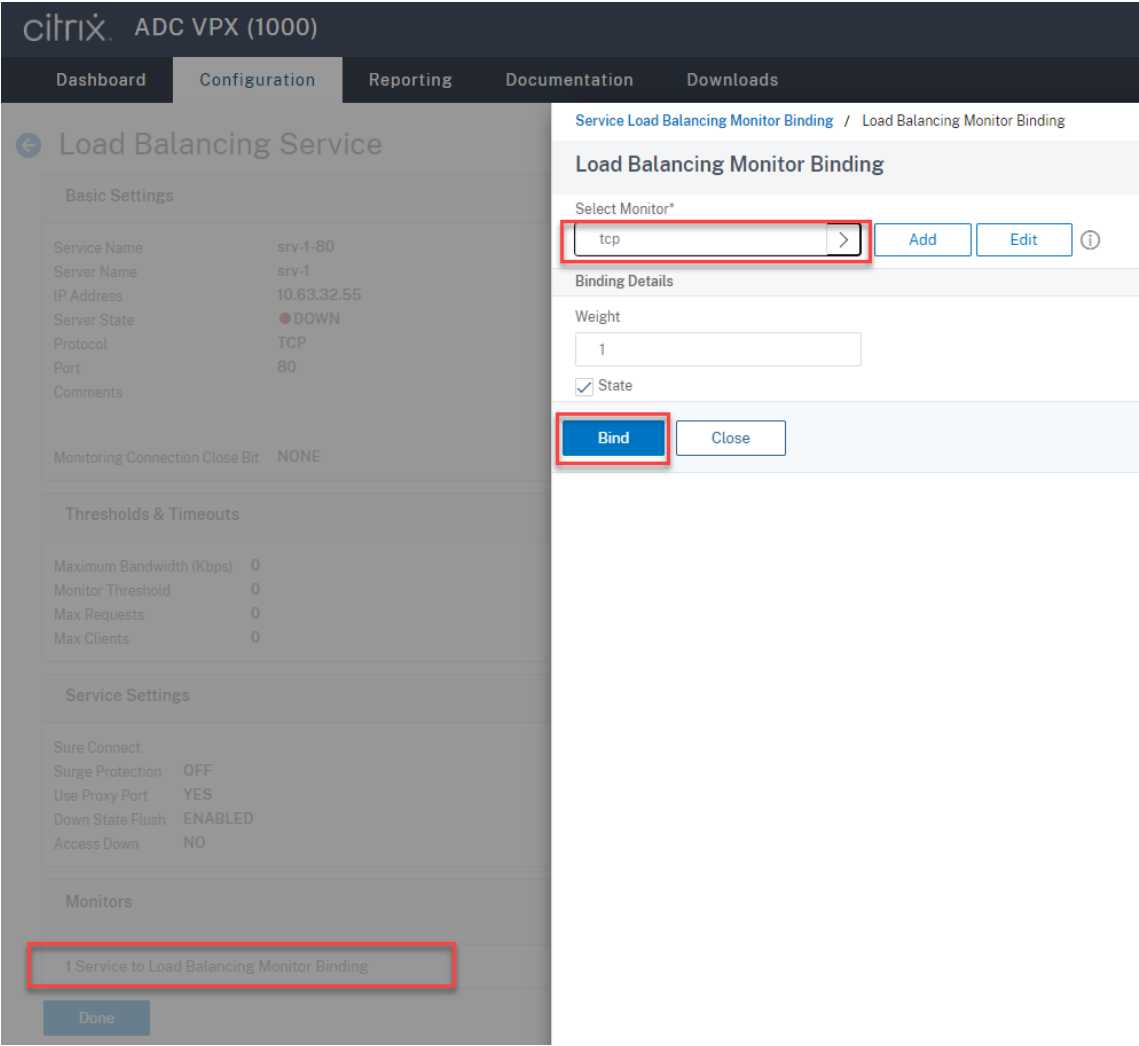 citrix. ADC VPX (1000)
Dashboard Configuration Reporting Documentation Downloads
Load Balancing Service
Basic Settings
Service Name srv-1-80
Server Name srv-1
IP Address 10.63.32.55
Server State DOWN
Protocol TCP
Port 80
Comments
Monitoring Connection Close Bit NONE
Thresholds & Timeouts
Maximum Bandwidth (Kbps) 0
Monitor Threshold 0
Max Requests 0
Max Clients 0
Service Settings
Sure Connect
Surge Protection OFF
Use Proxy Port YES
Down State Flush ENABLED
Access Down NO
Monitors
1 Service to Load Balancing Monitor Binding
Done
Service Load Balancing Monitor Binding / Load Balancing Monitor Binding
Load Balancing Monitor Binding
Select Monitor*
tcp > Add Edit i
Binding Details
Weight
1
State
Bind Close